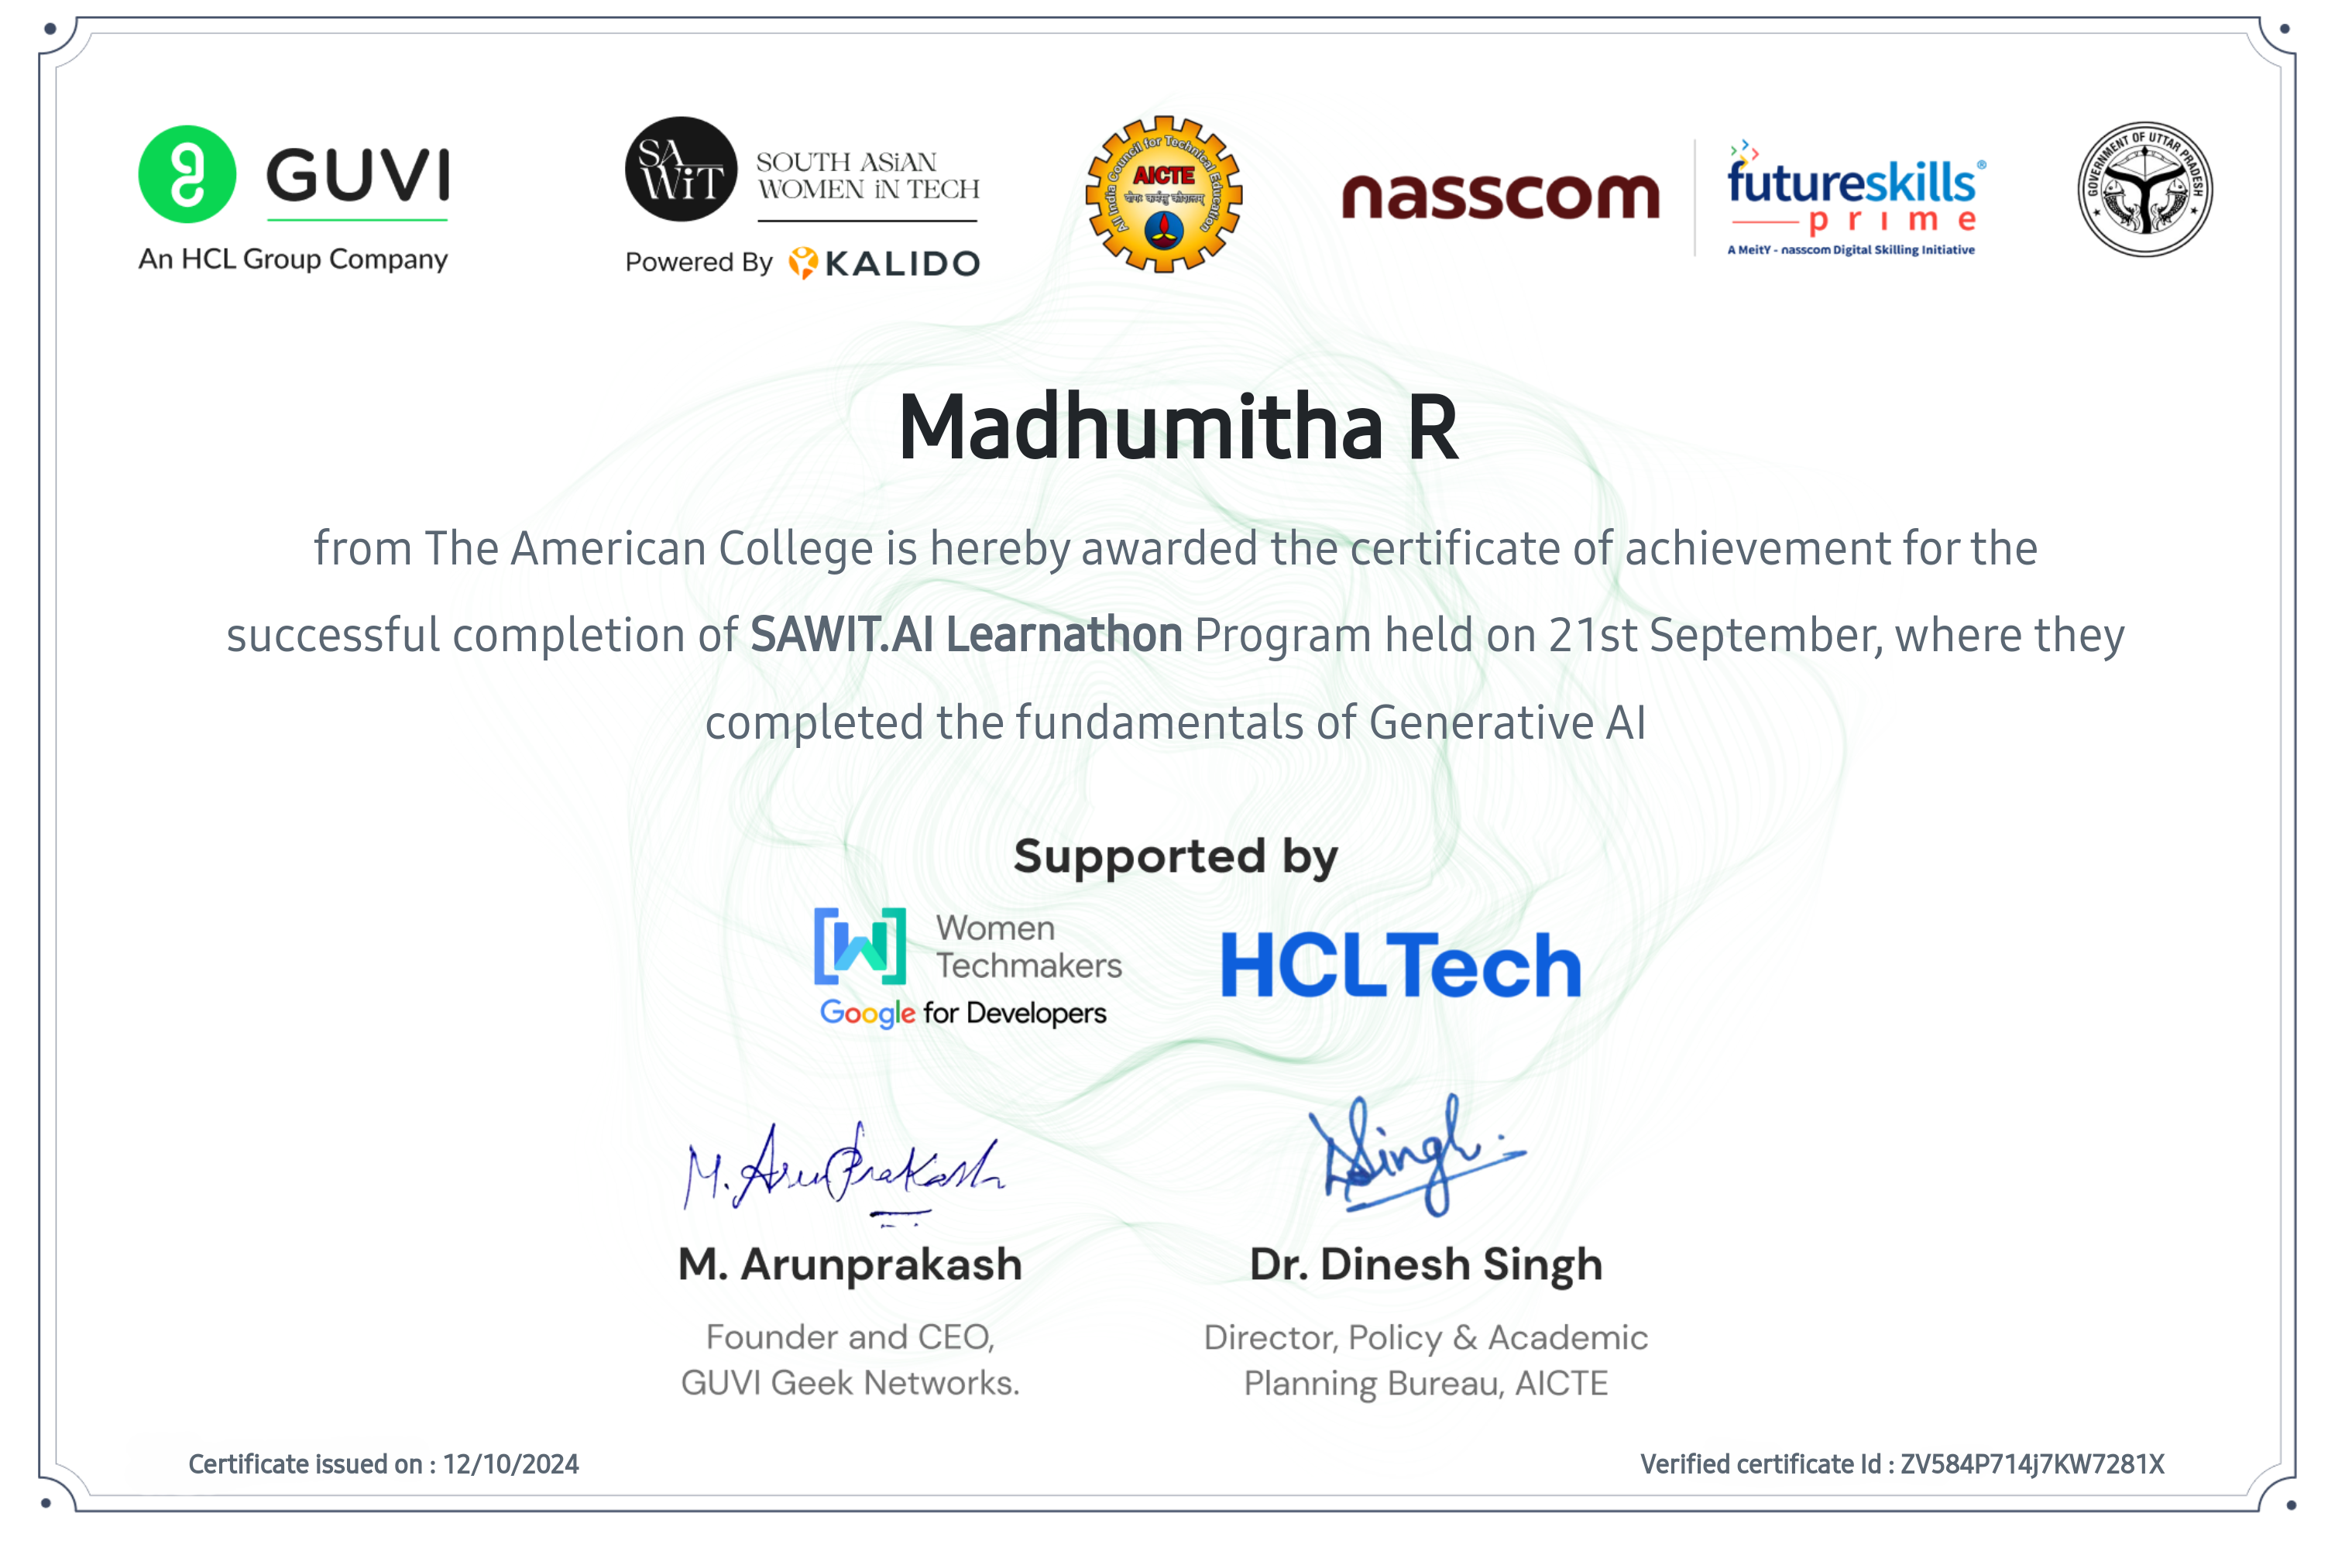 GUVI
An HCL Group Company
SAWiT
SOUTH ASiAN
WOMEN iN TECH
Powered By KALIDO
All India Council for Technical Education
AICTE
योगः कर्मसु कौशलम्
nasscom
futureskills®
prime
A MeitY - nasscom Digital Skilling Initiative
GOVERNMENT OF UTTAR PRADESH
Madhumitha R
from The American College is hereby awarded the certificate of achievement for the
successful completion of SAWIT.AI Learnathon Program held on 21st September, where they
completed the fundamentals of Generative AI
Supported by
Women
Techmakers
Google for Developers
HCLTech
M. ArunPrakash
DSingh.
M. Arunprakash
Dr. Dinesh Singh
Founder and CEO,
GUVI Geek Networks.
Director, Policy & Academic
Planning Bureau, AICTE
Certificate issued on : 12/10/2024
Verified certificate Id : ZV584P714j7KW7281X